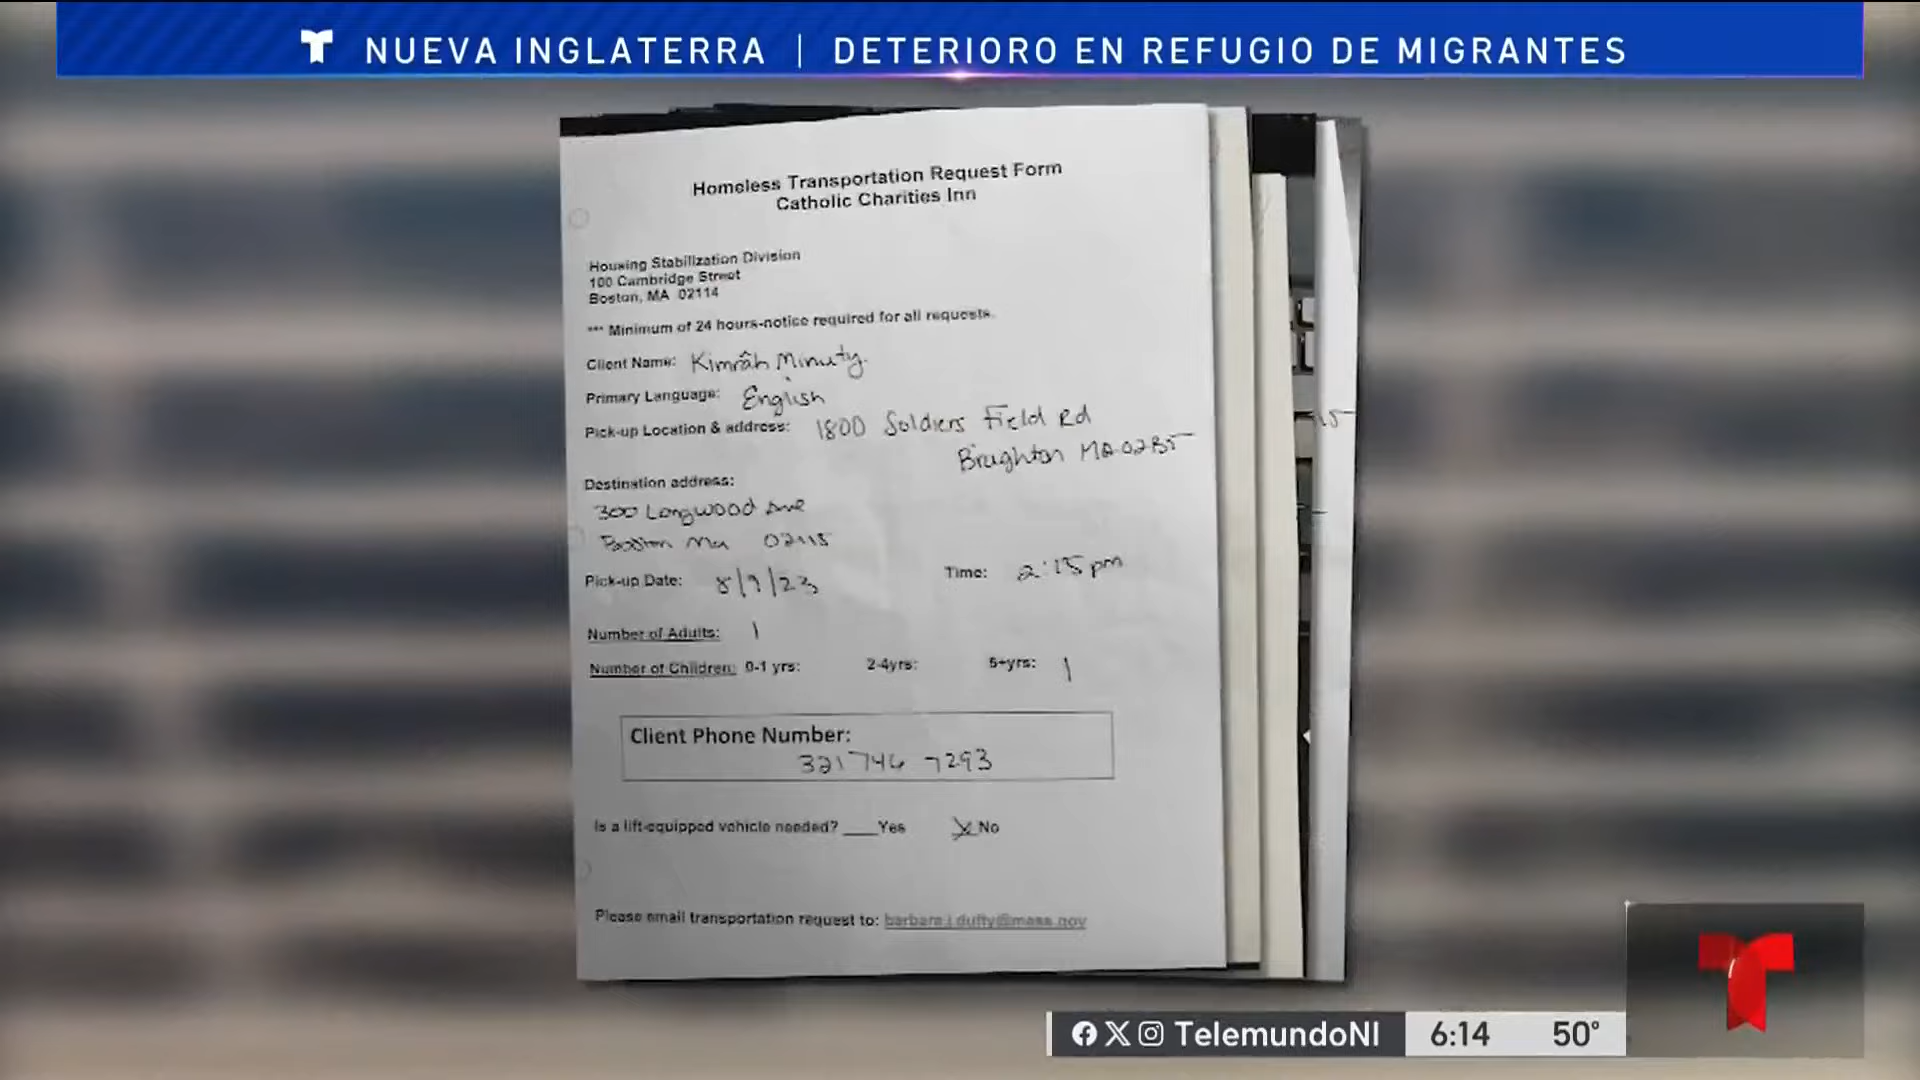 NUEVA INGLATERRA | DETERIORO EN REFUGIO DE MIGRANTES
Homeless Transportation Request Form
Catholic Charities Inn
Housing Stabilization Division
100 Cambridge Street
Boston, MA 02114
*** Minimum of 24 hours-notice required for all requests.
Client Name: Kimrâh Minuty.
Primary Language: English
Pick-up Location & address: 1800 Soldiers Field Rd
Brighton MA 02135
Destination address:
300 Longwood Ave
Boston Ma 02115
Pick-up Date: 8/9/23 Time: 2:15 pm
Number of Adults: 1
Number of Children: 0-1 yrs: 2-4yrs: 5+yrs: 1
Client Phone Number:
321 746 7293
Is a lift-equipped vehicle needed? ____Yes X No
Please email transportation request to: barbara.j.duffy@mass.gov
TelemundoNI 6:14 50°